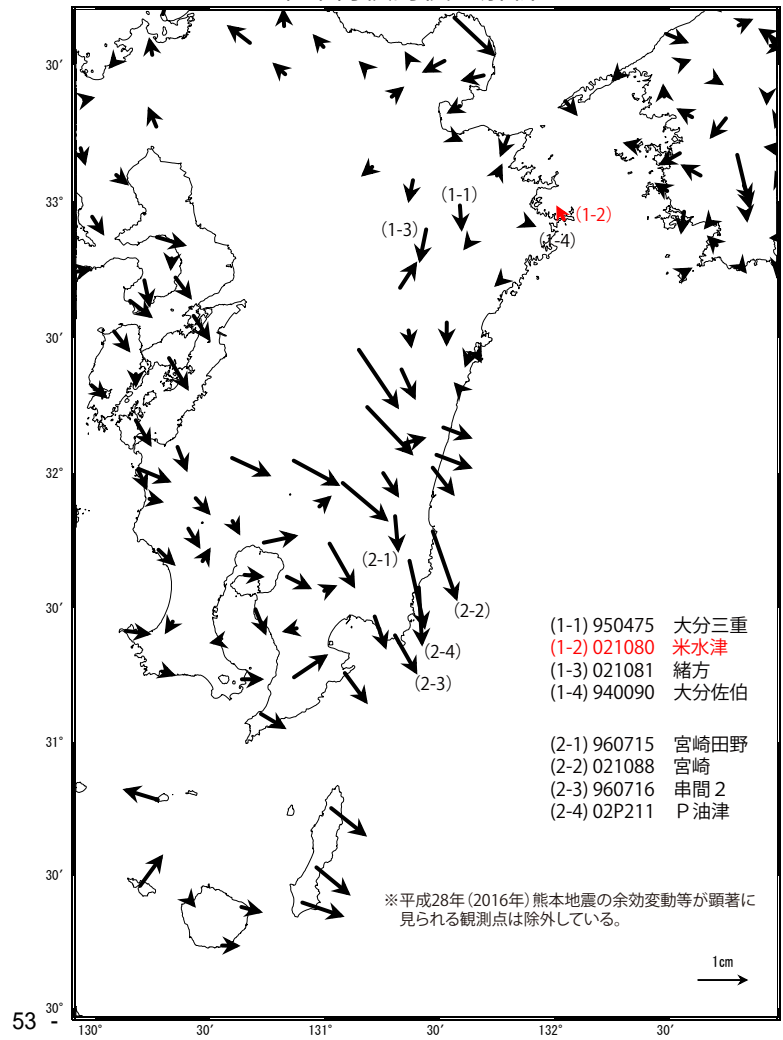 30′
33°
30′
32°
30′
31°
30′
30°
(1-1)
(1-2)
(1-3)
(1-4)
(2-1)
(2-2)
(2-4)
(2-3)
(1-1) 950475 大分三重
(1-2) 021080 米水津
(1-3) 021081 緒方
(1-4) 940090 大分佐伯
(2-1) 960715 宮崎田野
(2-2) 021088 宮崎
(2-3) 960716 串間２
(2-4) 02P211 Ｐ油津
※平成28年(2016年)熊本地震の余効変動等が顕著に
見られる観測点は除外している。
1cm
53 -
130° 30′ 131° 30′ 132° 30′